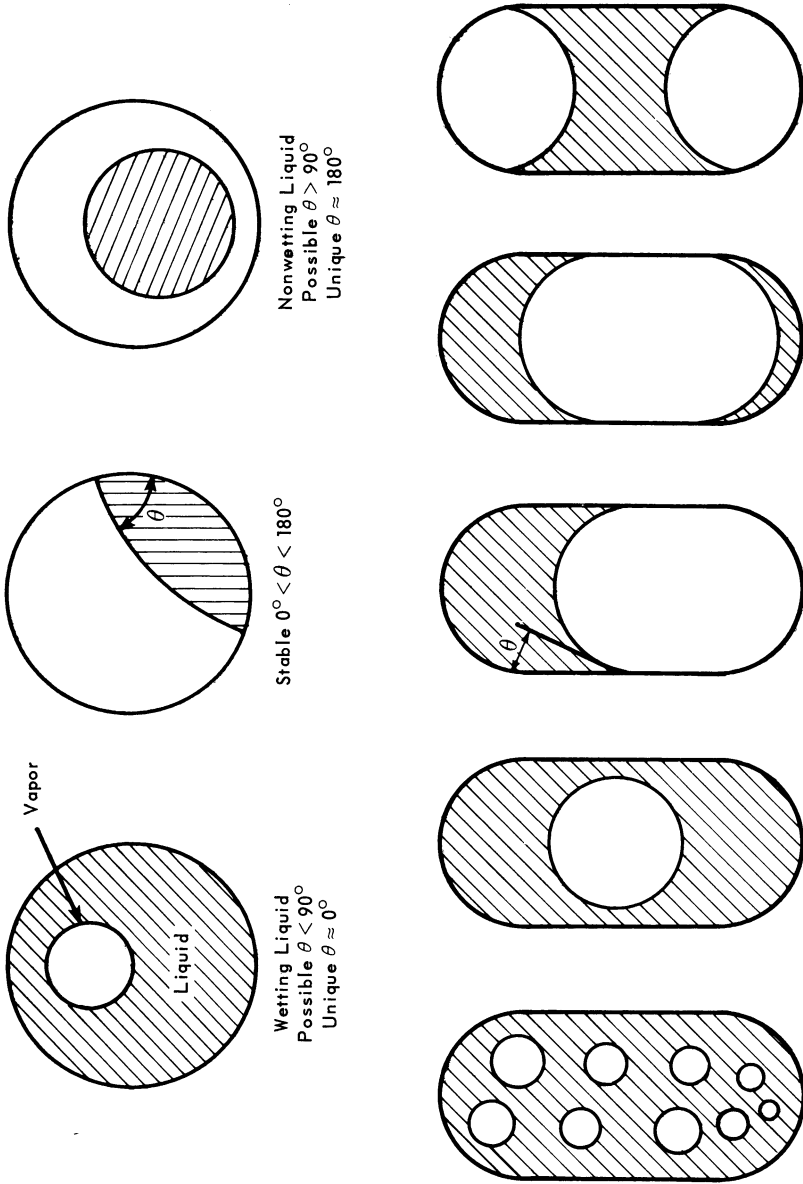 Vapor
Liquid
Wetting Liquid
Possible θ < 90°
Unique θ ≈ 0°
θ
Stable 0° < θ < 180°
Nonwetting Liquid
Possible θ > 90°
Unique θ ≈ 180°
θ